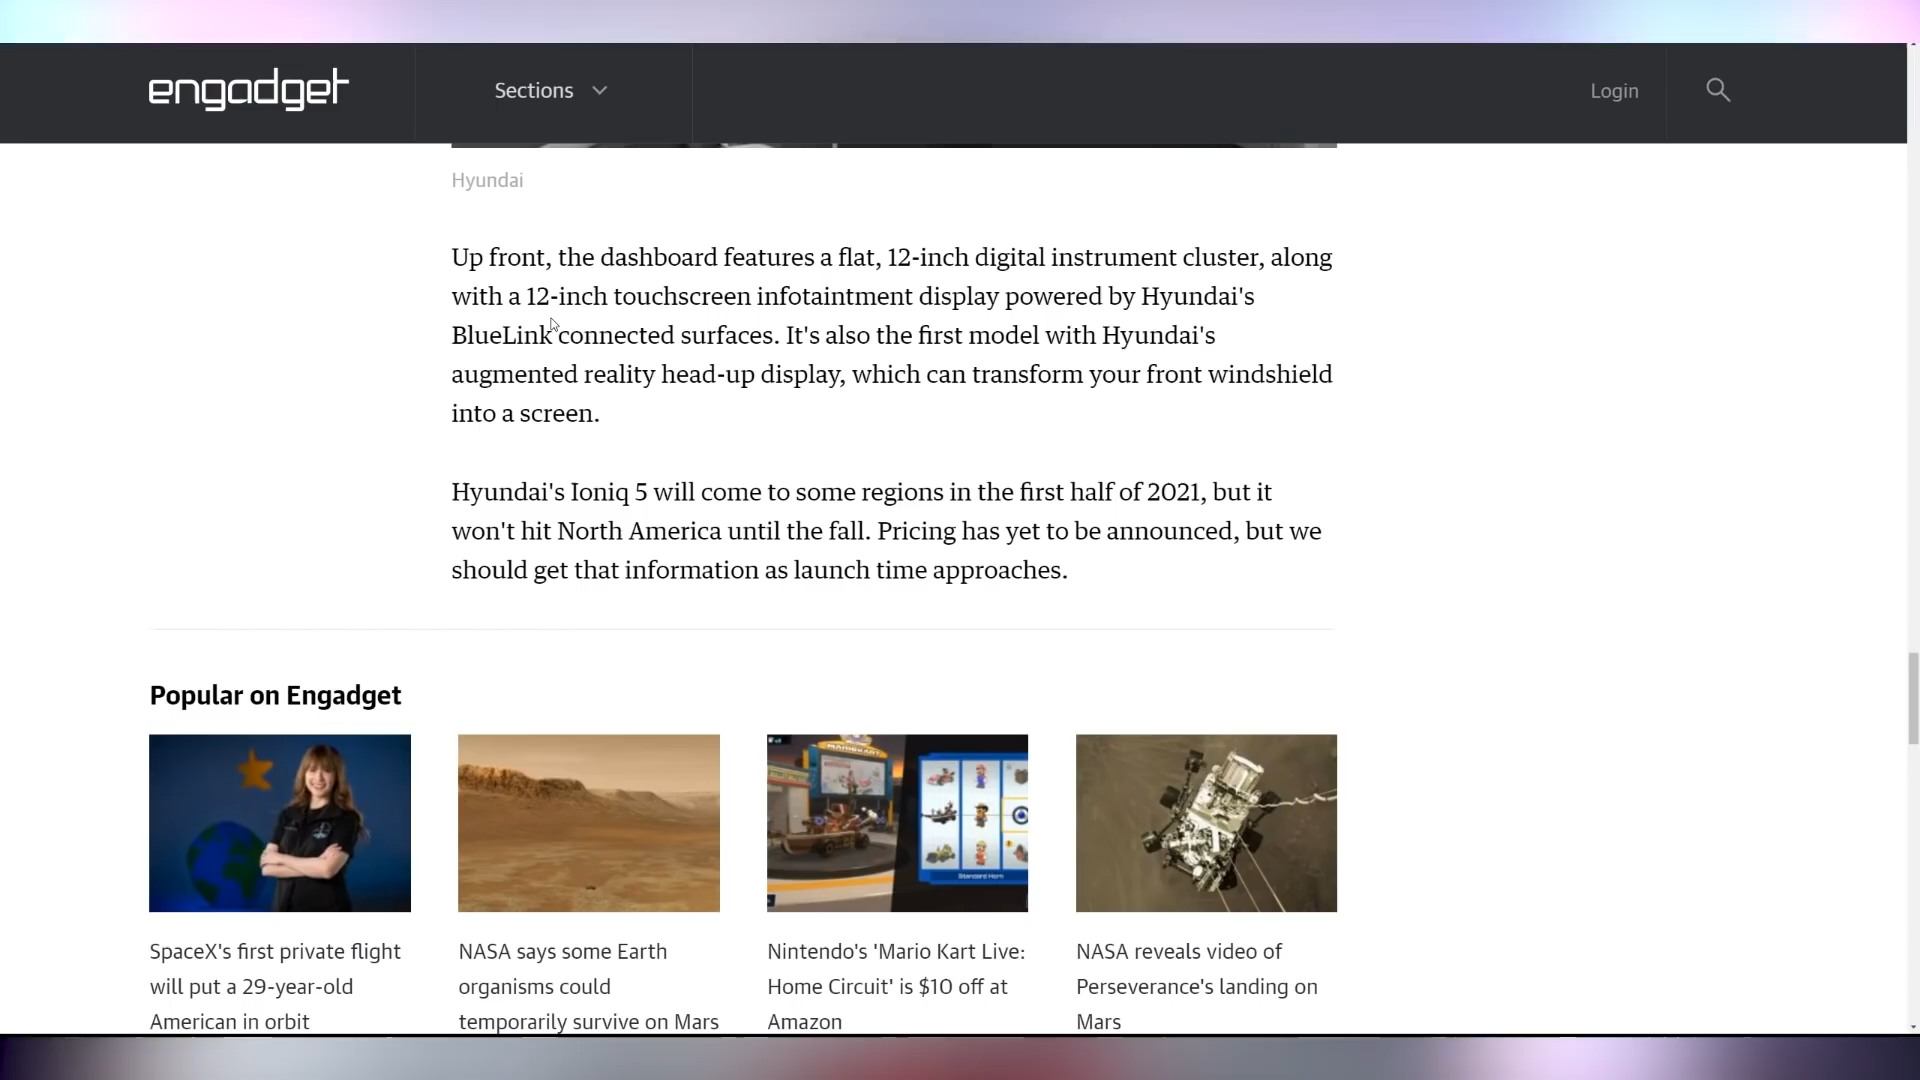 engadget
Sections
Login
Hyundai
Up front, the dashboard features a flat, 12-inch digital instrument cluster, along
with a 12-inch touchscreen infotaintment display powered by Hyundai's
BlueLink connected surfaces. It's also the first model with Hyundai's
augmented reality head-up display, which can transform your front windshield
into a screen.
Hyundai's Ioniq 5 will come to some regions in the first half of 2021, but it
won't hit North America until the fall. Pricing has yet to be announced, but we
should get that information as launch time approaches.
Popular on Engadget
MARIOKART
Standard Horn
SpaceX's first private flight
will put a 29-year-old
American in orbit
NASA says some Earth
organisms could
temporarily survive on Mars
Nintendo's 'Mario Kart Live:
Home Circuit' is $10 off at
Amazon
NASA reveals video of
Perseverance's landing on
Mars